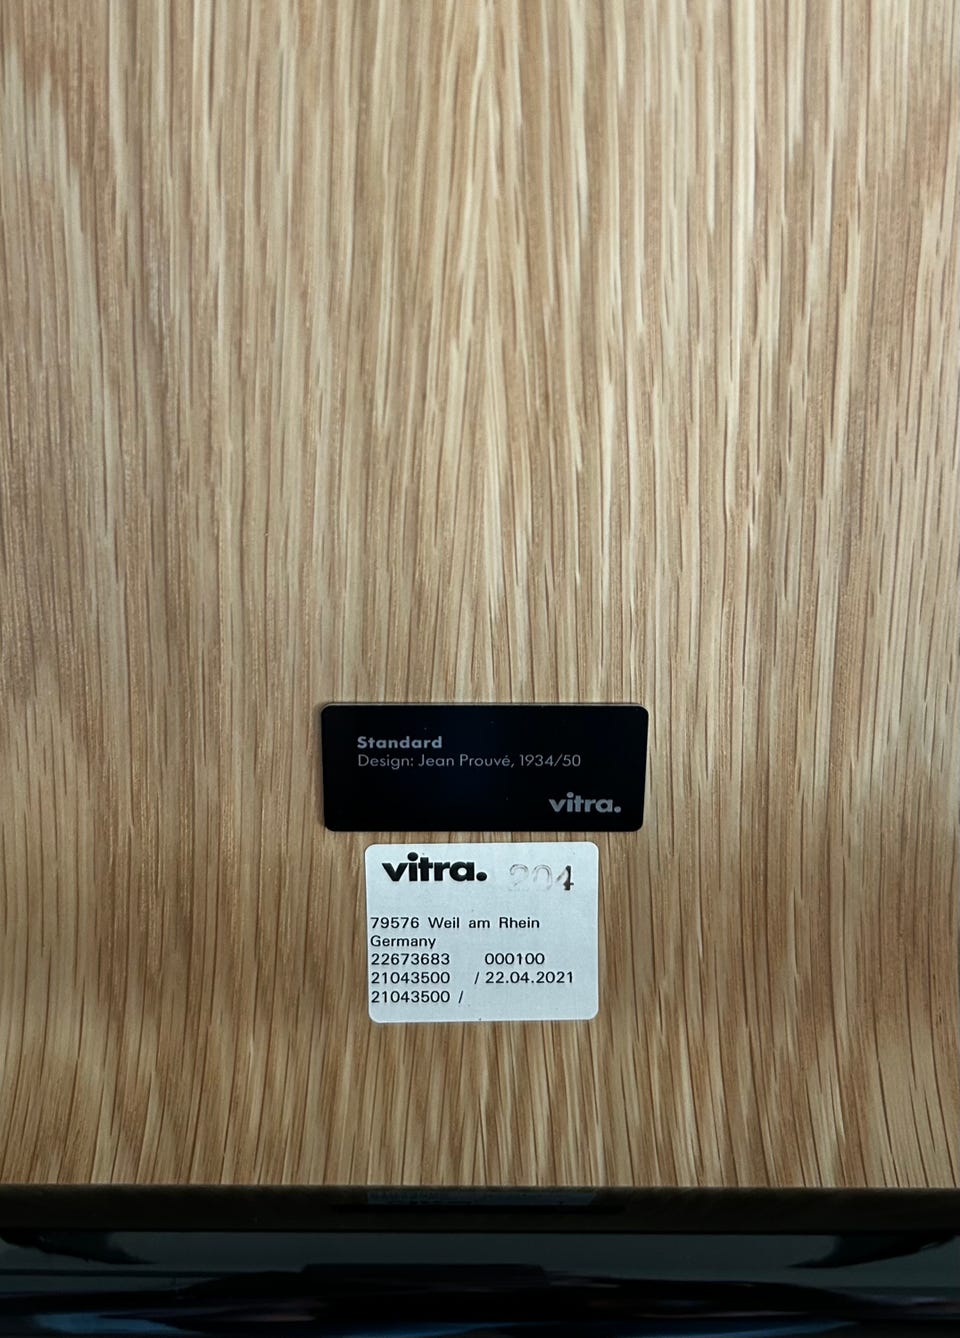 Standard
Design: Jean Prouvé, 1934/50
vitra.
vitra. 204
79576 Weil am Rhein
Germany
22673683 000100
21043500 / 22.04.2021
21043500 /